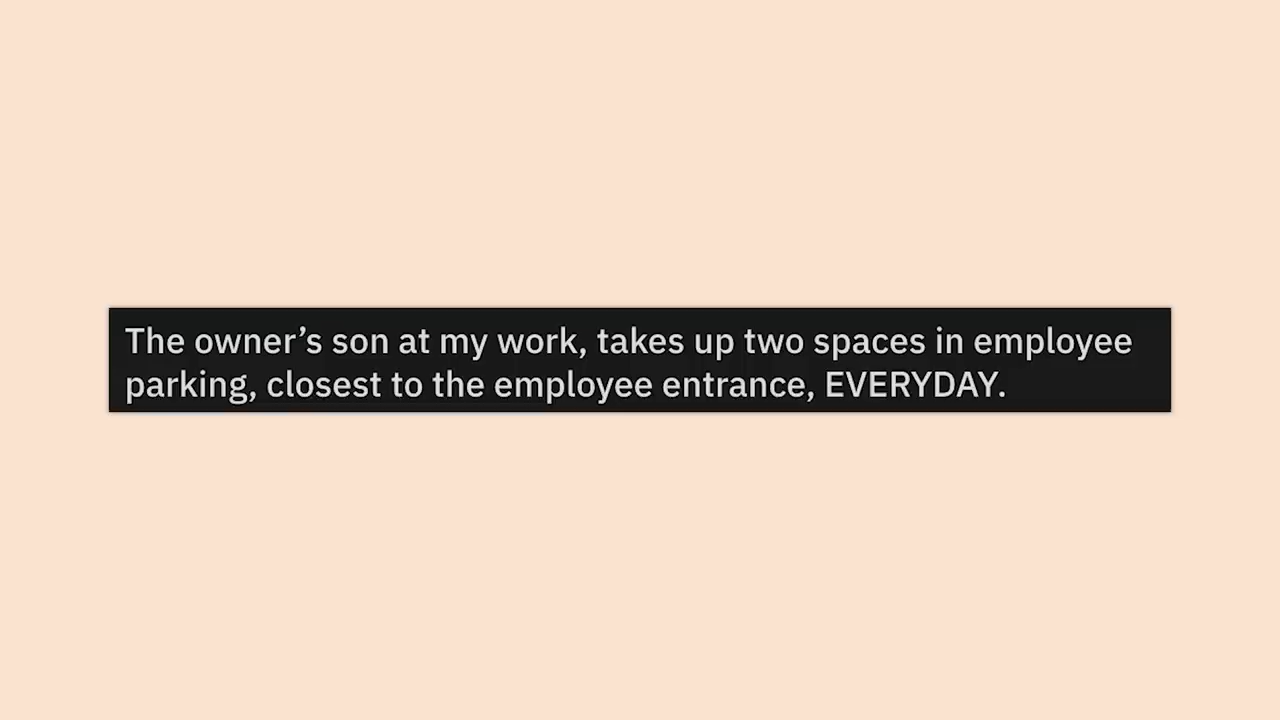 The owner’s son at my work, takes up two spaces in employee
parking, closest to the employee entrance, EVERYDAY.